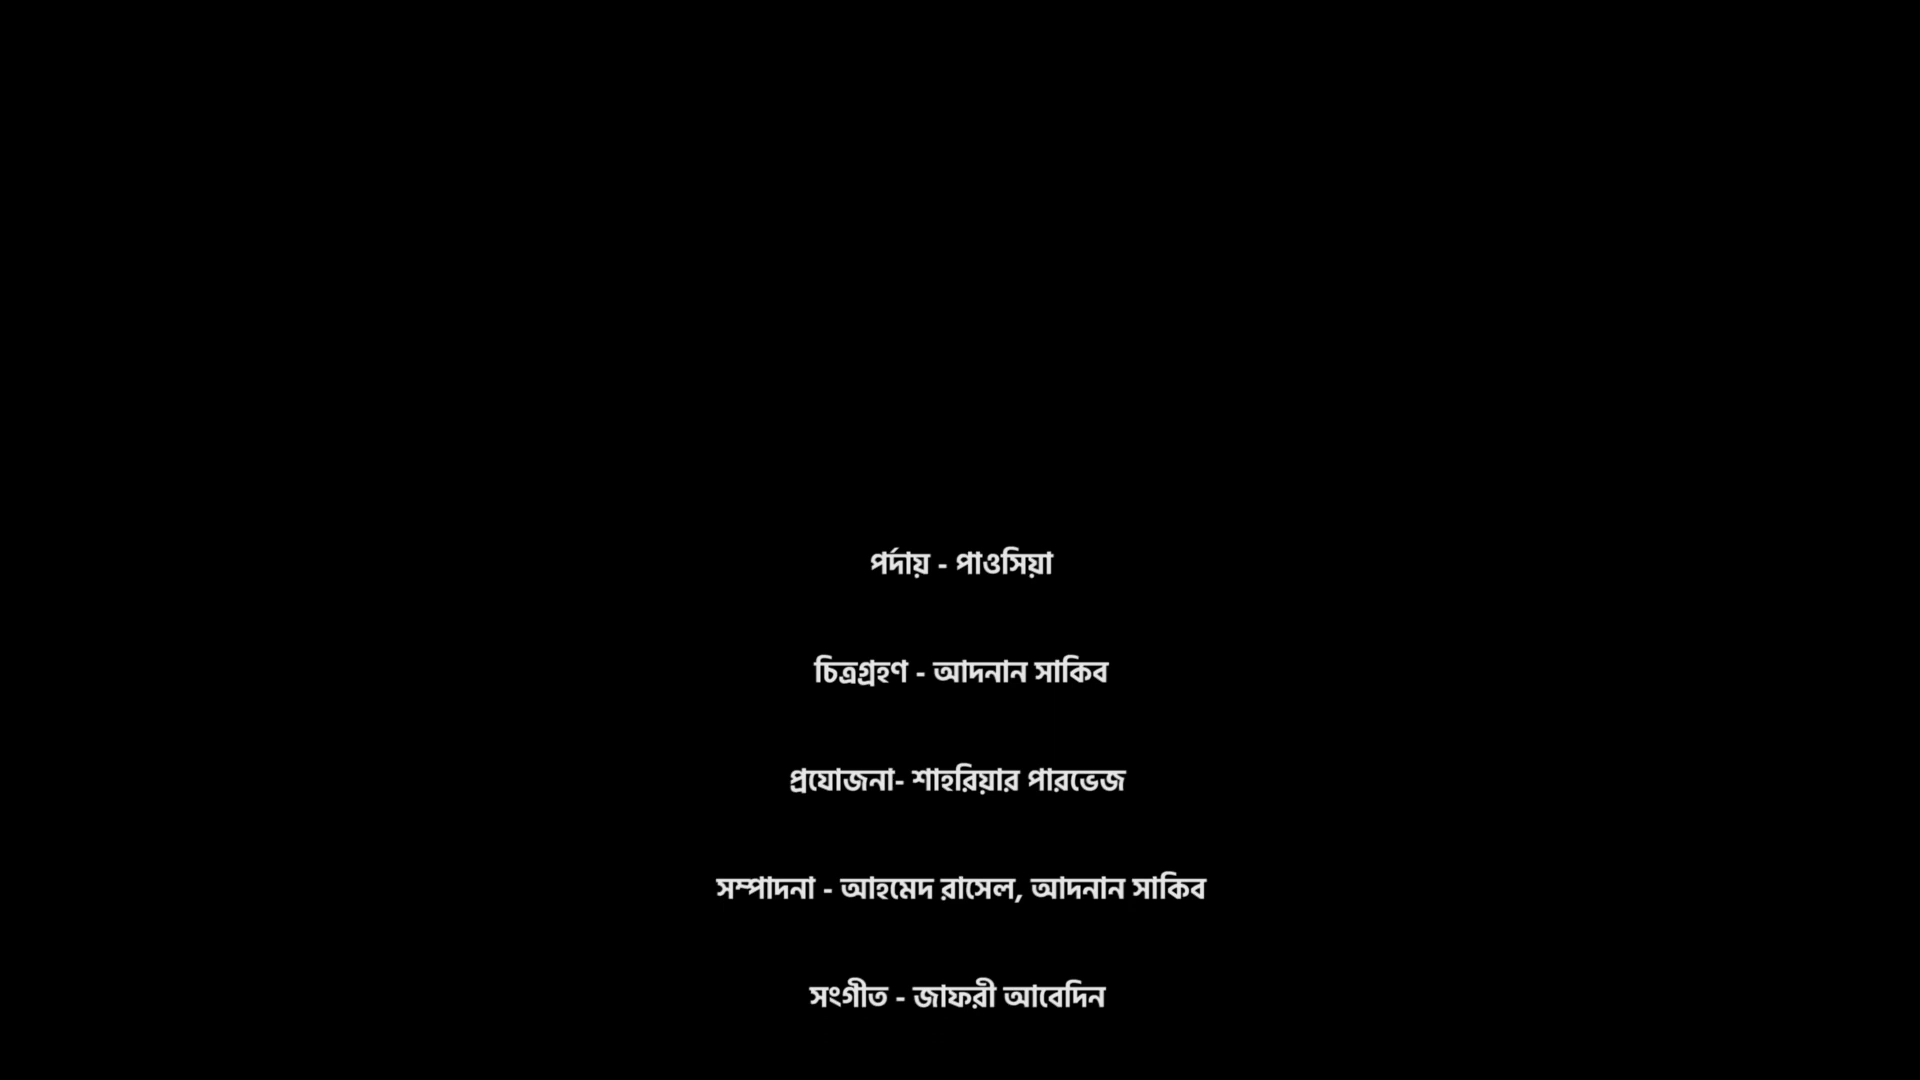 পর্দায় - পাওসিয়া
চিত্রগ্রহণ - আদনান সাকিব
প্রযোজনা- শাহরিয়ার পারভেজ
সম্পাদনা - আহমেদ রাসেল, আদনান সাকিব
সংগীত - জাফরী আবেদিন